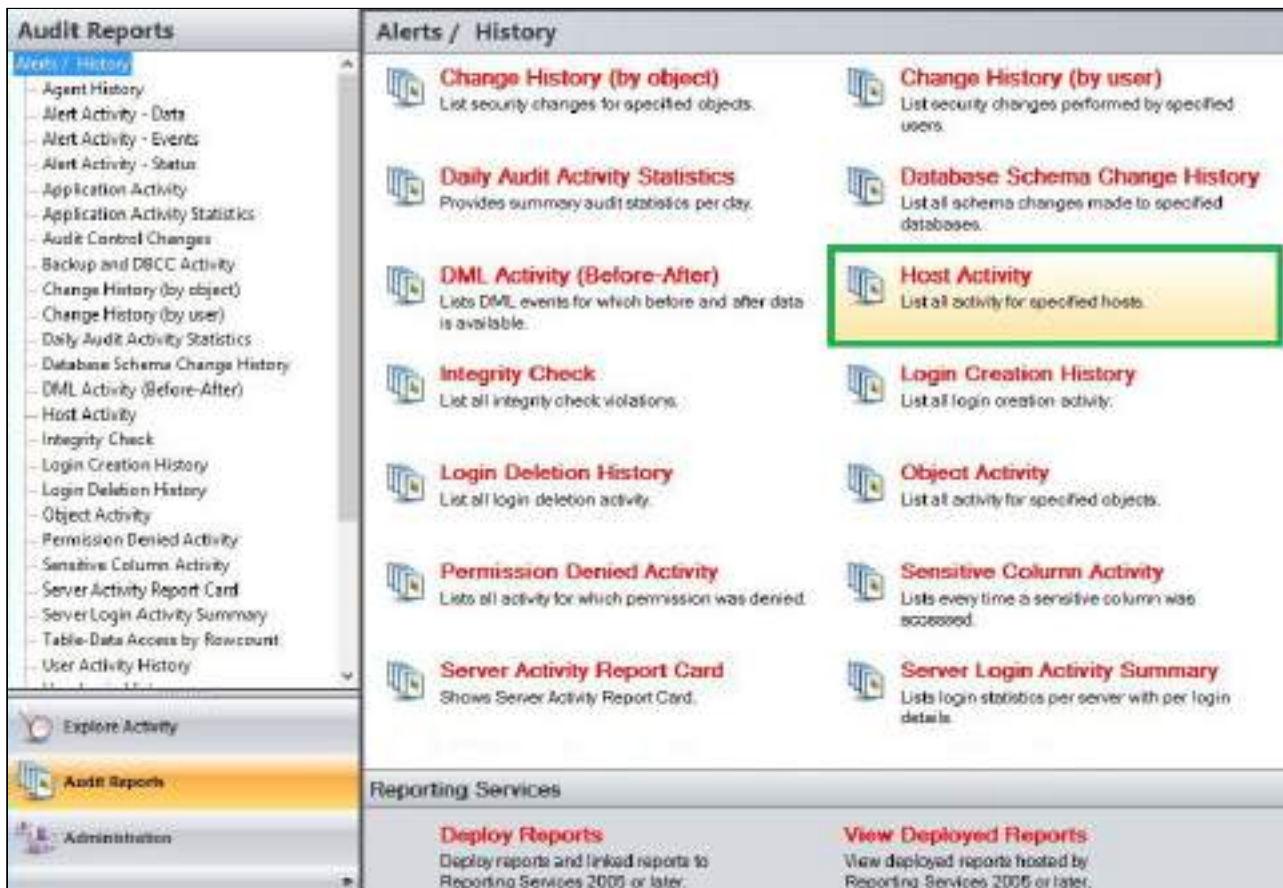 Audit Reports
Alerts / History
Agent History
Alert Activity - Data
Alert Activity - Events
Alert Activity - Status
Application Activity
Application Activity Statistics
Audit Control Changes
Backup and DBCC Activity
Change History (by object)
Change History (by user)
Daily Audit Activity Statistics
Database Schema Change History
DML Activity (Before-After)
Host Activity
Integrity Check
Login Creation History
Login Deletion History
Object Activity
Permission Denied Activity
Sensitive Column Activity
Server Activity Report Card
Server Login Activity Summary
Table-Data Access by Rowcount
User Activity History
Explore Activity
Audit Reports
Administration
Alerts / History
Change History (by object)
List security changes for specified objects.
Change History (by user)
List security changes performed by specified
users.
Daily Audit Activity Statistics
Provides summary audit statistics per day.
Database Schema Change History
List all schema changes made to specified
databases.
DML Activity (Before-After)
Lists DML events for which before and after data
is available.
Host Activity
List all activity for specified hosts.
Integrity Check
List all integrity check violations.
Login Creation History
List all login creation activity.
Login Deletion History
List all login deletion activity.
Object Activity
List all activity for specified objects.
Permission Denied Activity
Lists all activity for which permission was denied.
Sensitive Column Activity
Lists every time a sensitive column was
accessed.
Server Activity Report Card
Shows Server Activity Report Card.
Server Login Activity Summary
Lists login statistics per server with per login
details.
Reporting Services
Deploy Reports
Deploy reports and linked reports to
Reporting Services 2005 or later.
View Deployed Reports
View deployed reports hosted by
Reporting Services 2005 or later.